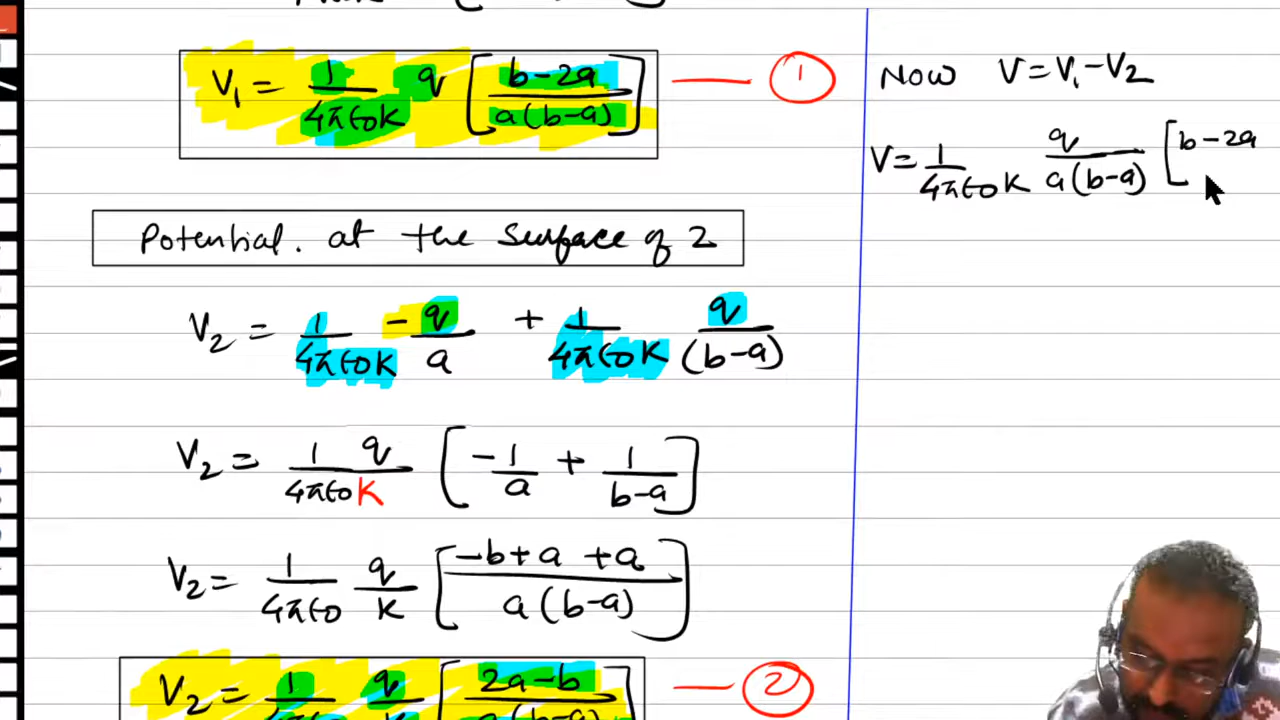 V₁ = 1/4πε₀K q [b-2a/a(b-a)] — ①
Potential. at the surface of 2
V₂ = 1/4πε₀K -q/a + 1/4πε₀K q/(b-a)
V₂ = 1 q/4πε₀K [-1/a + 1/b-a]
V₂ = 1/4πε₀ q/K [-b+a+a/a(b-a)]
V₂ = 1/4πε₀ q/K [2a-b/a(b-a)] — ②
Now V = V₁ - V₂
V = 1/4πε₀K q/a(b-a) [b-2a